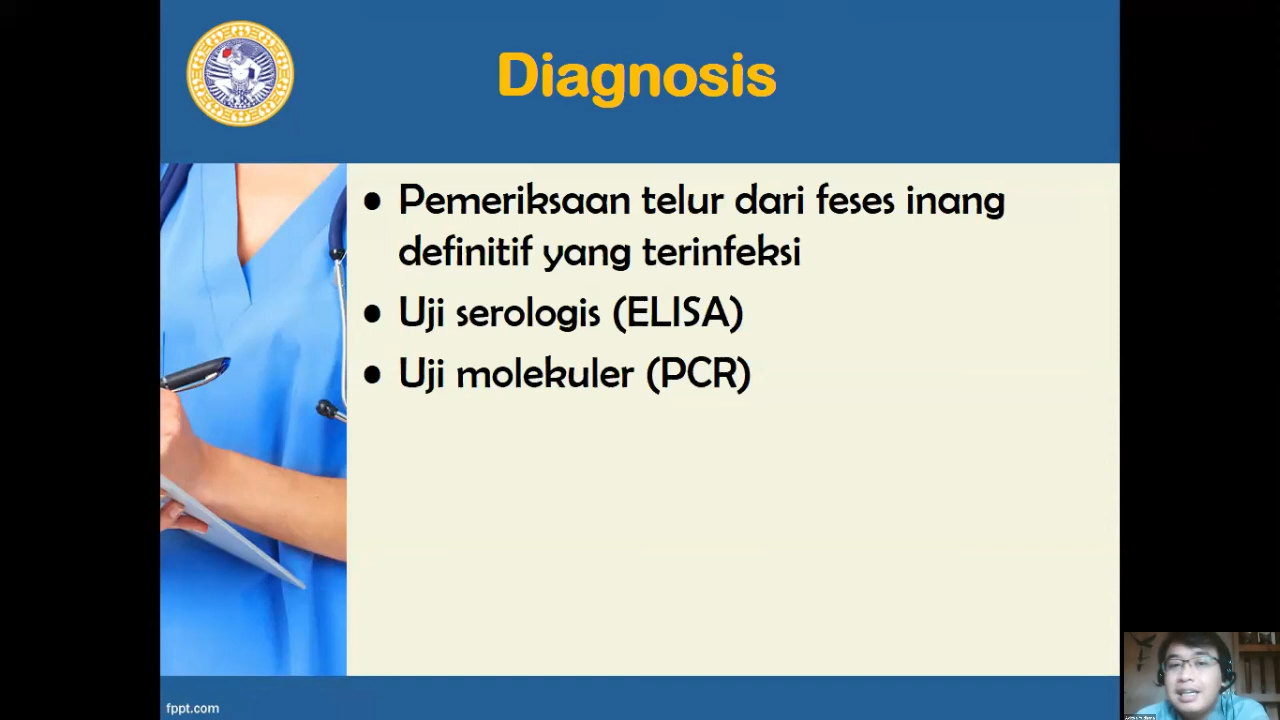 Diagnosis
• Pemeriksaan telur dari feses inang
definitif yang terinfeksi
• Uji serologis (ELISA)
• Uji molekuler (PCR)
fppt.com